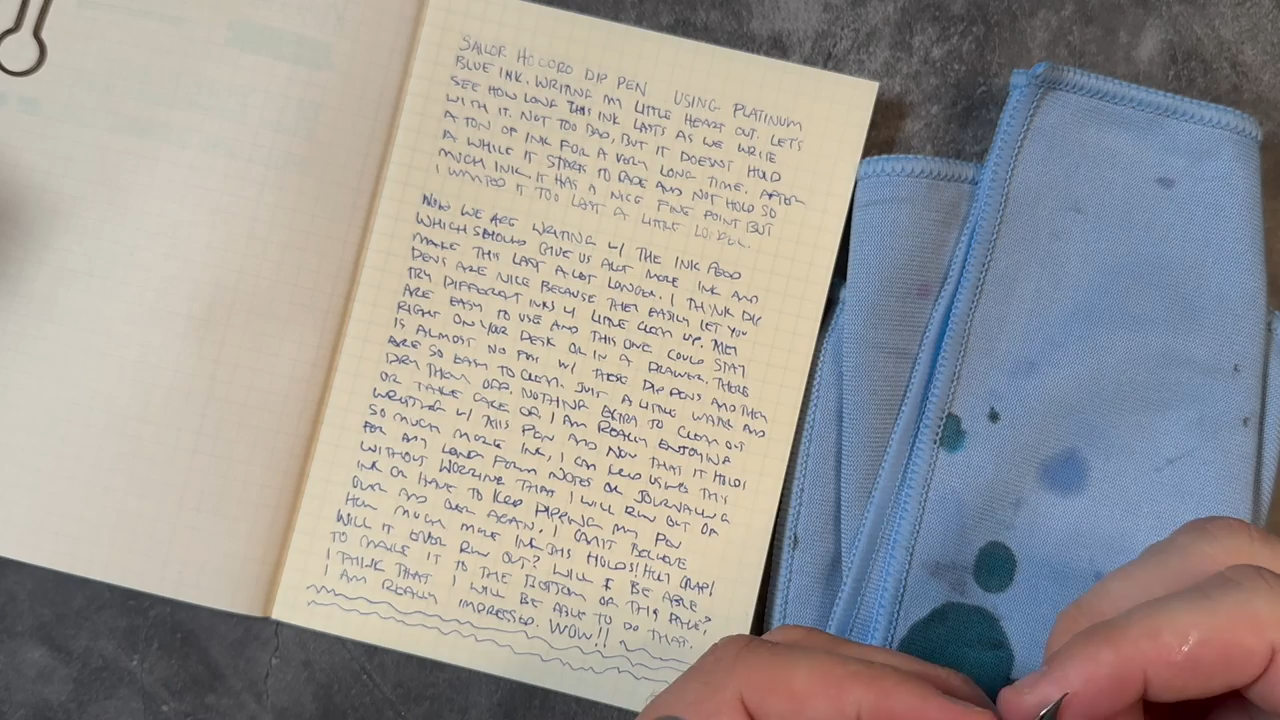 SAILOR HOCORO DIP PEN USING PLATINUM
BLUE INK. WRITING MY LITTLE HEART OUT. LET'S
SEE HOW LONG THIS INK LASTS AS WE WRITE
WITH IT. NOT TOO BAD, BUT IT DOESN'T HOLD
A TON OF INK FOR A VERY LONG TIME. AFTER
A WHILE IT STARTS TO FADE AND NOT HOLD SO
MUCH INK. IT HAS A NICE FINE POINT BUT
I WANTED IT TOO LAST A LITTLE LONGER.
NOW WE ARE WRITING W/ THE INK FEED
WHICH SHOULD GIVE US ALOT MORE INK AND
MAKE THIS LAST A LOT LONGER. I THINK DIP
PENS ARE NICE BECAUSE THEY EASILY LET YOU
TRY DIFFERENT INKS W LITTLE CLEAN UP. THEY
ARE EASY TO USE AND THIS ONE COULD STAY
RIGHT ON YOUR DESK OR IN A DRAWER. THERE
IS ALMOST NO W/ THESE DIP PENS AND THEY
ARE SO EASY TO CLEAN. JUST A LITTLE WATER AND
DRY THEM OFF. NOTHING EXTRA TO CLEAN OUT
OR TAKE CARE OF. I AM REALLY ENJOYING
WRITING W/ THIS PEN AND NOW THAT IT HOLDS
SO MUCH MORE INK, I CAN KEEP USING THIS
FOR ANY LONG FORM NOTES OR JOURNALING
WITHOUT WORRING THAT I WILL RUN OUT OF
INK OR HAVE TO KEEP DIPPING MY PEN
OVER AND OVER AGAIN. I CAN'T BELIEVE
HOW MUCH MORE INK THIS HOLDS! HOLY CRAP!
WILL IT EVER RUN OUT? WILL I BE ABLE
TO MAKE IT TO THE BOTTOM OF THIS PAGE?
I THINK THAT I WILL BE ABLE TO DO THAT.
I AM REALLY IMPRESSED. WOW!!